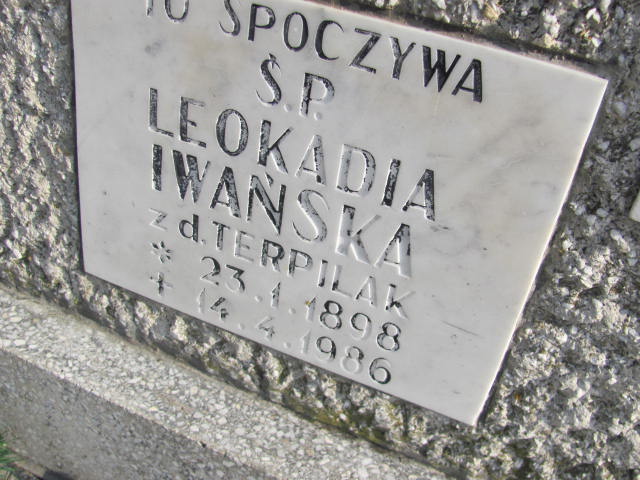 TU SPOCZYWA
Ś.P.
LEOKADIA
IWAŃSKA
z d. TERPILAK
* 23.1.1898
+ 14.4.1986